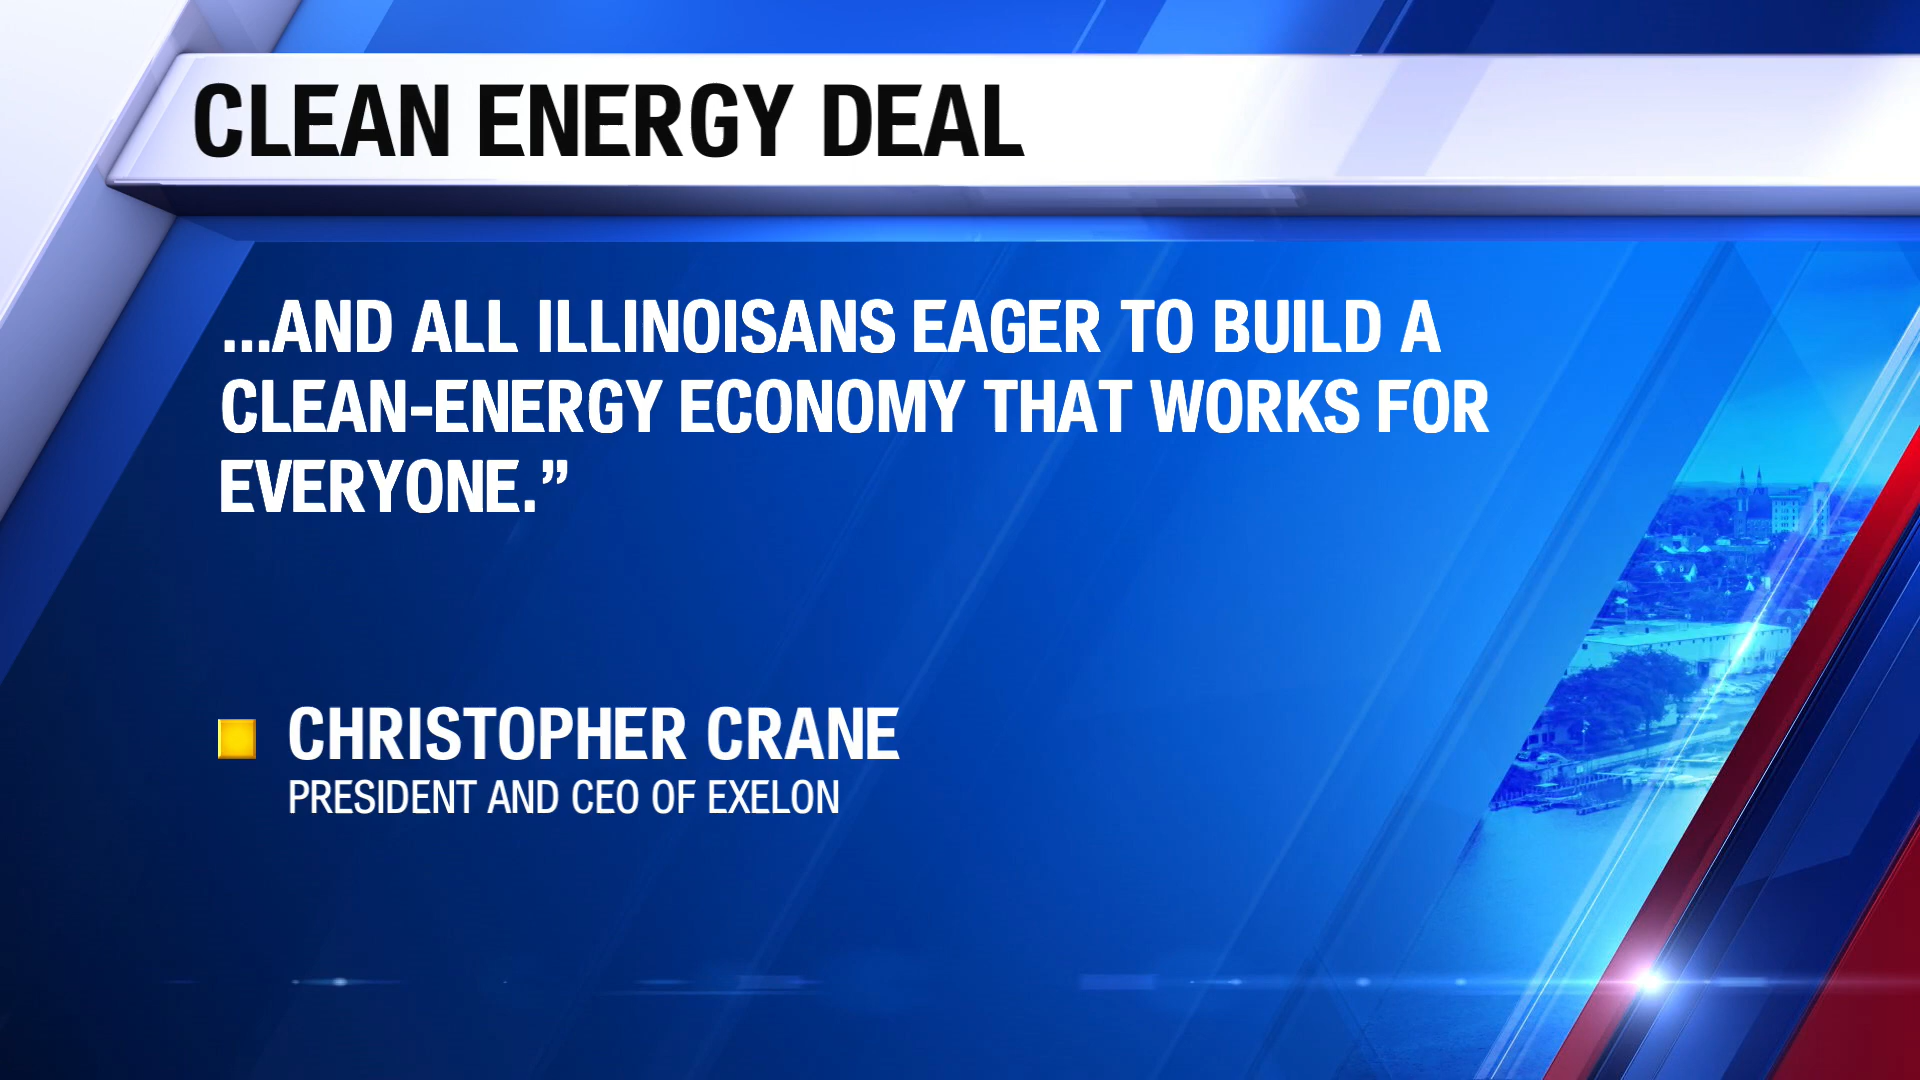 CLEAN ENERGY DEAL
...AND ALL ILLINOISANS EAGER TO BUILD A
CLEAN-ENERGY ECONOMY THAT WORKS FOR
EVERYONE.”
CHRISTOPHER CRANE
PRESIDENT AND CEO OF EXELON